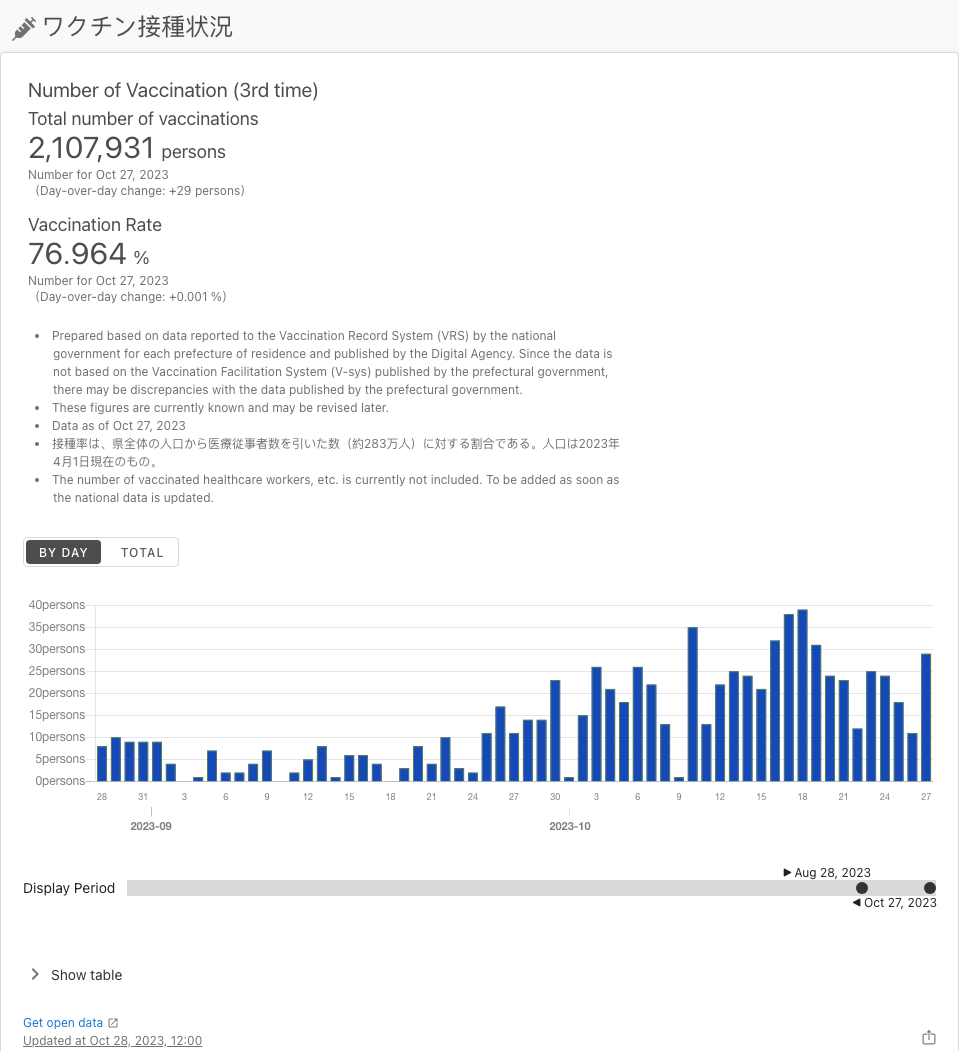 ワクチン接種状況
Number of Vaccination (3rd time)
Total number of vaccinations
2,107,931 persons
Number for Oct 27, 2023
(Day-over-day change: +29 persons)
Vaccination Rate
76.964 %
Number for Oct 27, 2023
(Day-over-day change: +0.001 %)
• Prepared based on data reported to the Vaccination Record System (VRS) by the national
government for each prefecture of residence and published by the Digital Agency. Since the data is
not based on the Vaccination Facilitation System (V-sys) published by the prefectural government,
there may be discrepancies with the data published by the prefectural government.
• These figures are currently known and may be revised later.
• Data as of Oct 27, 2023
• 接種率は、県全体の人口から医療従事者数を引いた数（約283万人）に対する割合である。人口は2023年
4月1日現在のもの。
• The number of vaccinated healthcare workers, etc. is currently not included. To be added as soon as
the national data is updated.
BY DAY TOTAL
40persons
35persons
30persons
25persons
20persons
15persons
10persons
5persons
0persons
28 31 3 6 9 12 15 18 21 24 27 30 3 6 9 12 15 18 21 24 27
2023-09 2023-10
▶ Aug 28, 2023
Display Period
◀ Oct 27, 2023
Show table
Get open data
Updated at Oct 28, 2023, 12:00